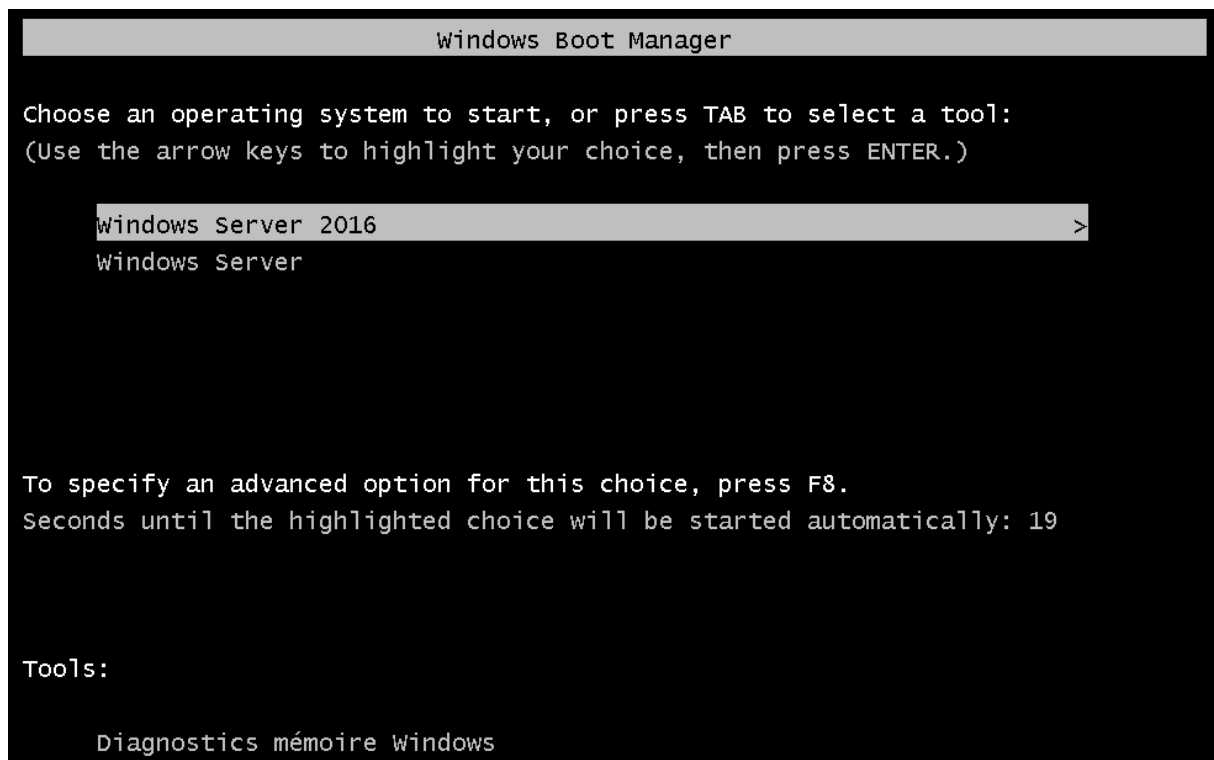 Windows Boot Manager
Choose an operating system to start, or press TAB to select a tool:
(Use the arrow keys to highlight your choice, then press ENTER.)
Windows Server 2016 >
Windows Server
To specify an advanced option for this choice, press F8.
Seconds until the highlighted choice will be started automatically: 19
Tools:
Diagnostics mémoire Windows